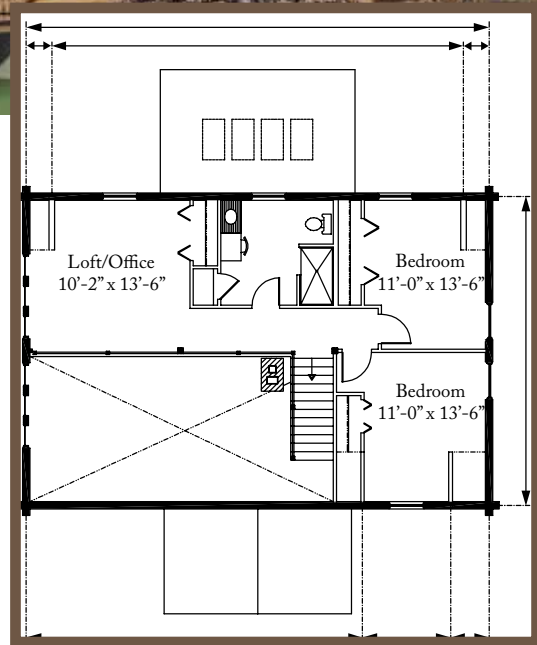 Loft/Office
10’-2” x 13’-6”
Bedroom
11’-0” x 13’-6”
Bedroom
11’-0” x 13’-6”